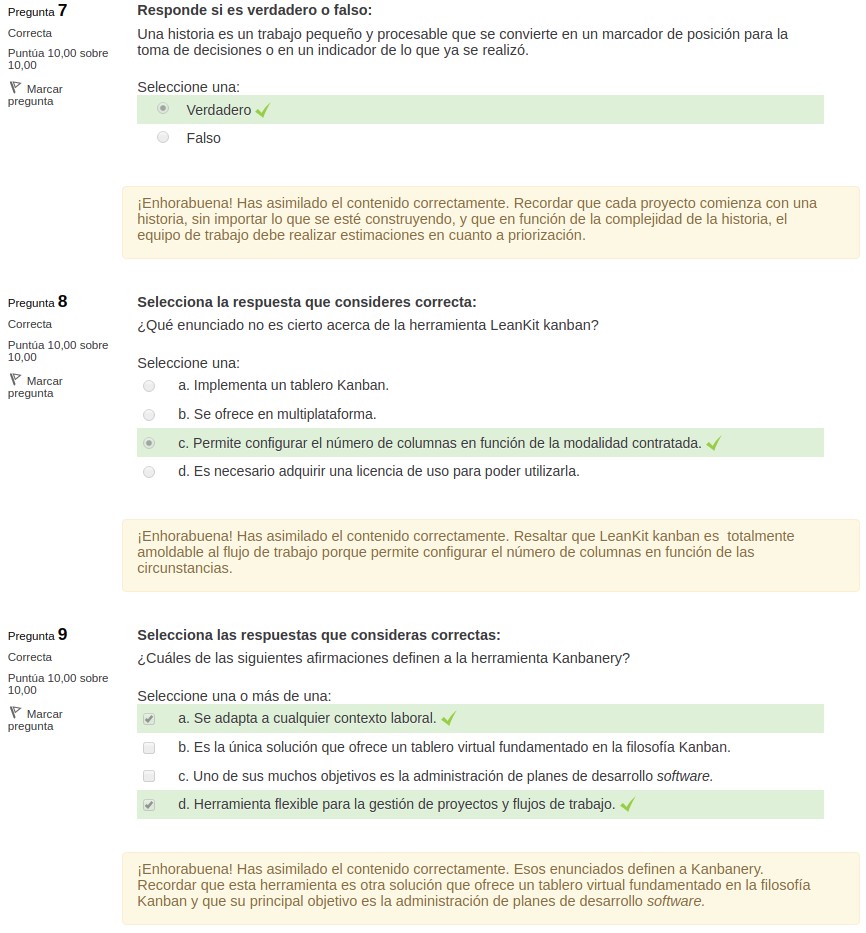 Pregunta 7
Correcta
Puntúa 10,00 sobre
10,00
Marcar
pregunta
Responde si es verdadero o falso:
Una historia es un trabajo pequeño y procesable que se convierte en un marcador de posición para la
toma de decisiones o en un indicador de lo que ya se realizó.
Seleccione una:
Verdadero
Falso
¡Enhorabuena! Has asimilado el contenido correctamente. Recordar que cada proyecto comienza con una
historia, sin importar lo que se esté construyendo, y que en función de la complejidad de la historia, el
equipo de trabajo debe realizar estimaciones en cuanto a priorización.
Pregunta 8
Correcta
Puntúa 10,00 sobre
10,00
Marcar
pregunta
Selecciona la respuesta que consideres correcta:
¿Qué enunciado no es cierto acerca de la herramienta LeanKit kanban?
Seleccione una:
a. Implementa un tablero Kanban.
b. Se ofrece en multiplataforma.
c. Permite configurar el número de columnas en función de la modalidad contratada.
d. Es necesario adquirir una licencia de uso para poder utilizarla.
¡Enhorabuena! Has asimilado el contenido correctamente. Resaltar que LeanKit kanban es totalmente
amoldable al flujo de trabajo porque permite configurar el número de columnas en función de las
circunstancias.
Pregunta 9
Correcta
Puntúa 10,00 sobre
10,00
Marcar
pregunta
Selecciona las respuestas que consideras correctas:
¿Cuáles de las siguientes afirmaciones definen a la herramienta Kanbanery?
Seleccione una o más de una:
a. Se adapta a cualquier contexto laboral.
b. Es la única solución que ofrece un tablero virtual fundamentado en la filosofía Kanban.
c. Uno de sus muchos objetivos es la administración de planes de desarrollo software.
d. Herramienta flexible para la gestión de proyectos y flujos de trabajo.
¡Enhorabuena! Has asimilado el contenido correctamente. Esos enunciados definen a Kanbanery.
Recordar que esta herramienta es otra solución que ofrece un tablero virtual fundamentado en la filosofía
Kanban y que su principal objetivo es la administración de planes de desarrollo software.